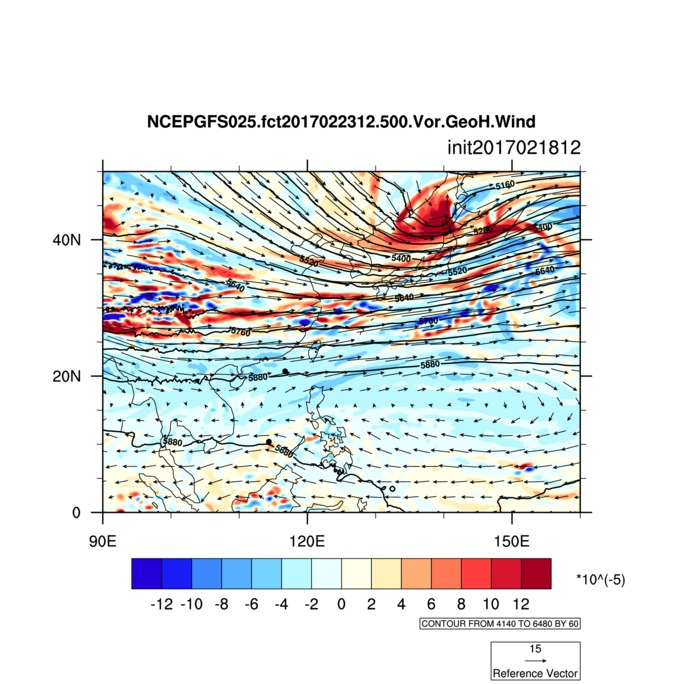 NCEPGFS025.fct2017022312.500.Vor.GeoH.Wind
init2017021812
5160
5280
5400
40N
5520
5400
5520
5640
5640
5640
5760
5760
5880
20N
5880
5880
5880
0
90E 120E 150E
-12 -10 -8 -6 -4 -2 0 2 4 6 8 10 12
*10^(-5)
CONTOUR FROM 4140 TO 6480 BY 60
15
Reference Vector